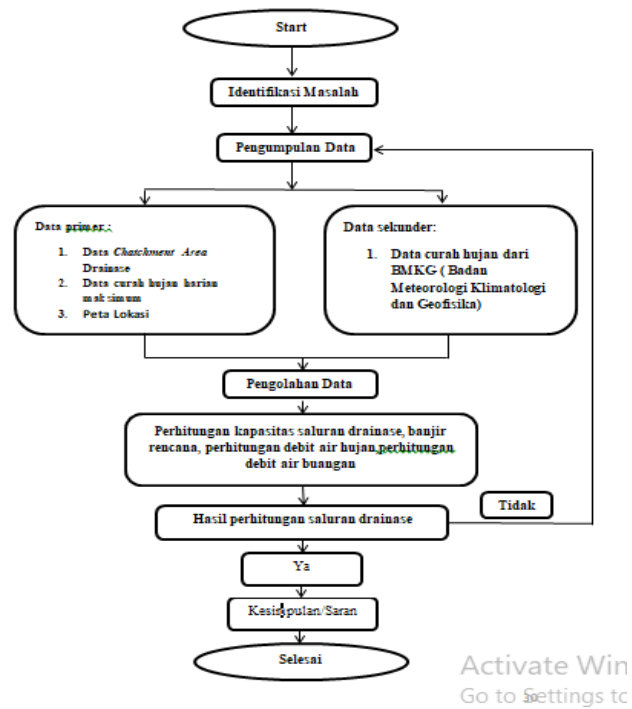 Start
Identifikasi Masalah
Pengumpulan Data
Data primer :
1. Data Chatchment Area
Drainase
2. Data curah hujan harian
maksimum
3. Peta Lokasi
Data sekunder:
1. Data curah hujan dari
BMKG ( Badan
Meteorologi Klimatologi
dan Geofisika)
Pengolahan Data
Perhitungan kapasitas saluran drainase, banjir
rencana, perhitungan debit air hujan,perhitungan
debit air buangan
Hasil perhitungan saluran drainase
Tidak
Ya
Kesimpulan/Saran
Selesai
Activate Win
Go to Settings to